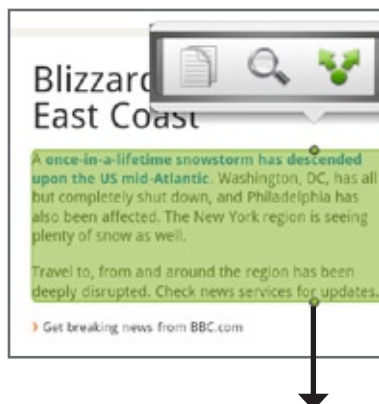 Blizzard
East Coast
A once-in-a-lifetime snowstorm has descended
upon the US mid-Atlantic. Washington, DC, has all
but completely shut down, and Philadelphia has
also been affected. The New York region is seeing
plenty of snow as well.
Travel to, from and around the region has been
deeply disrupted. Check news services for updates.
Get breaking news from BBC.com